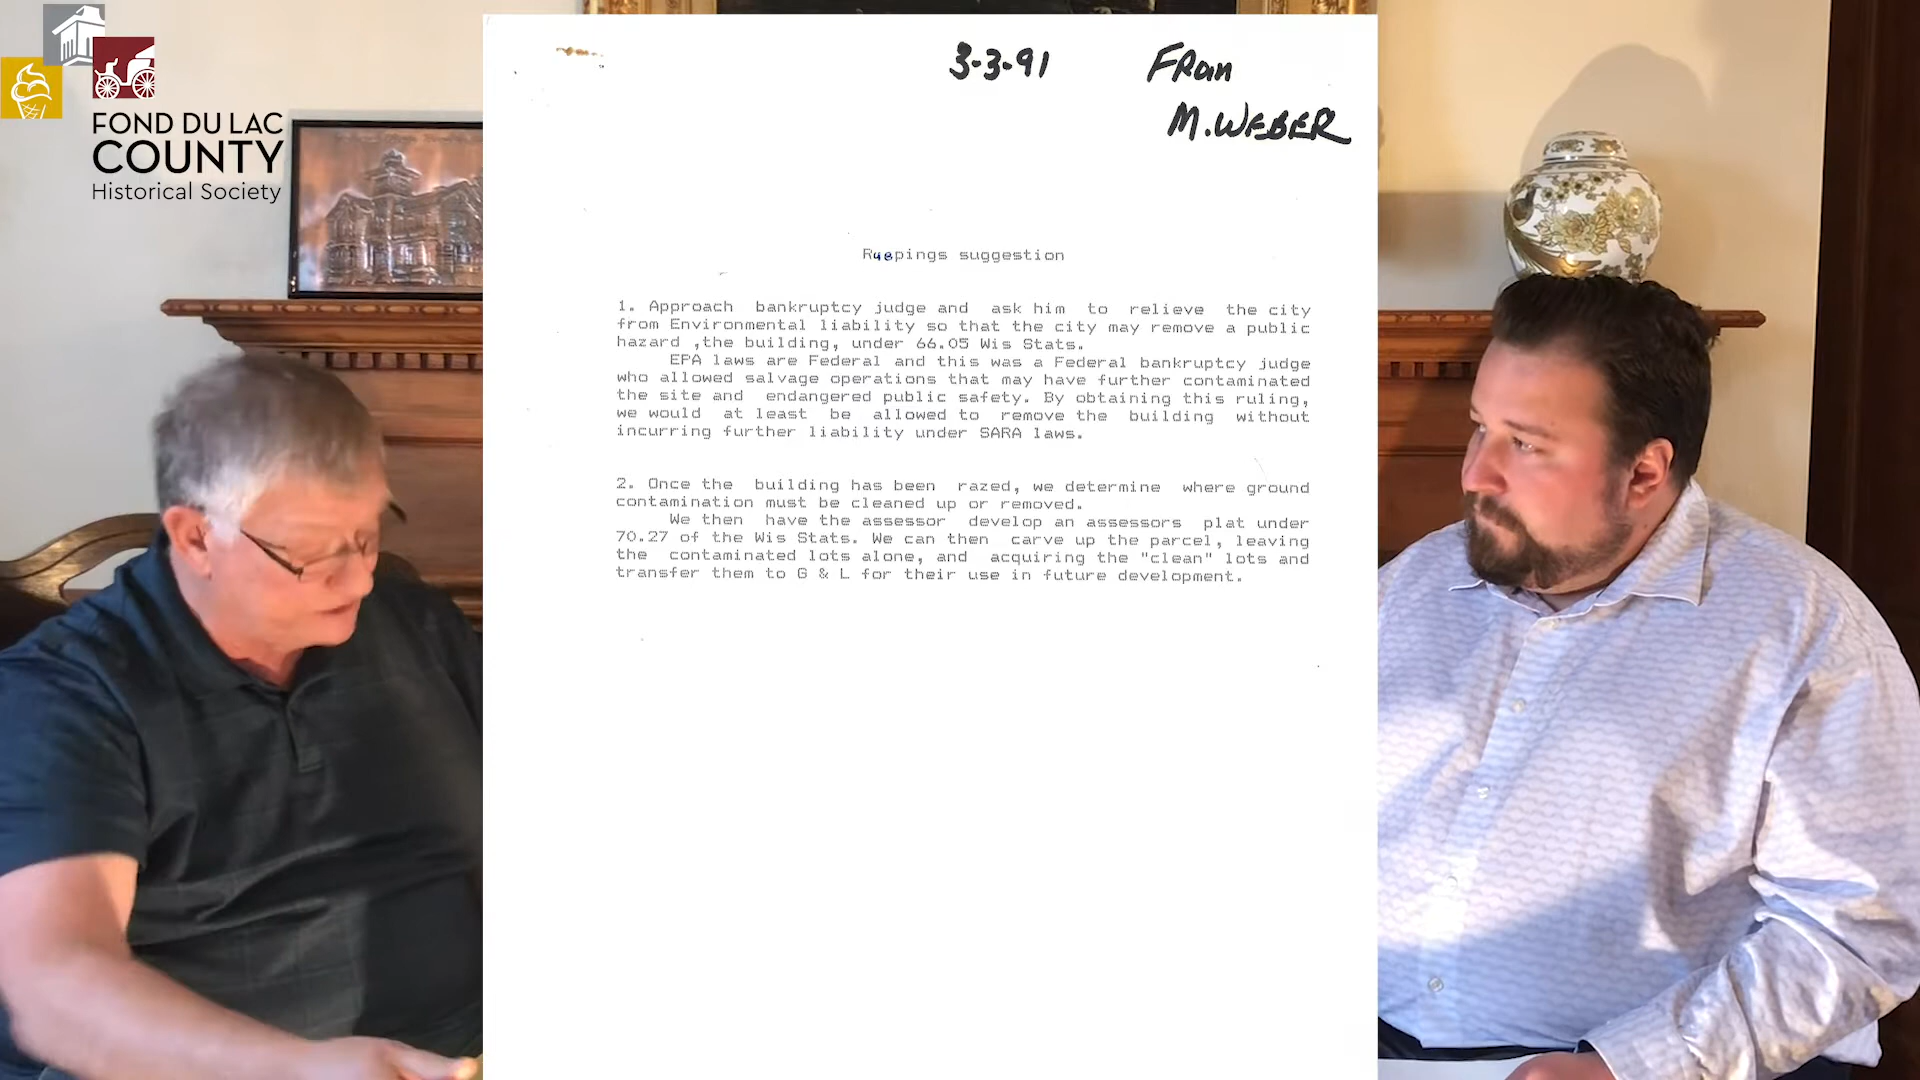 FOND DU LAC
COUNTY
Historical Society
3-3-91 FRom
M. WEBER
Rueppings suggestion
1. Approach bankruptcy judge and ask him to relieve the city
from Environmental liability so that the city may remove a public
hazard ,the building, under 66.05 Wis Stats.
EPA laws are Federal and this was a Federal bankruptcy judge
who allowed salvage operations that may have further contaminated
the site and endangered public safety. By obtaining this ruling,
we would at least be allowed to remove the building without
incurring further liability under SARA laws.
2. Once the building has been razed, we determine where ground
contamination must be cleaned up or removed.
We then have the assessor develop an assessors plat under
70.27 of the Wis Stats. We can then carve up the parcel, leaving
the contaminated lots alone, and acquiring the "clean" lots and
transfer them to G & L for their use in future development.